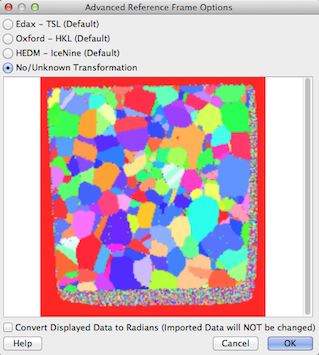 Advanced Reference Frame Options
Edax - TSL (Default)
Oxford - HKL (Default)
HEDM - IceNine (Default)
No/Unknown Transformation
Convert Displayed Data to Radians (Imported Data will NOT be changed)
Help
Cancel
OK